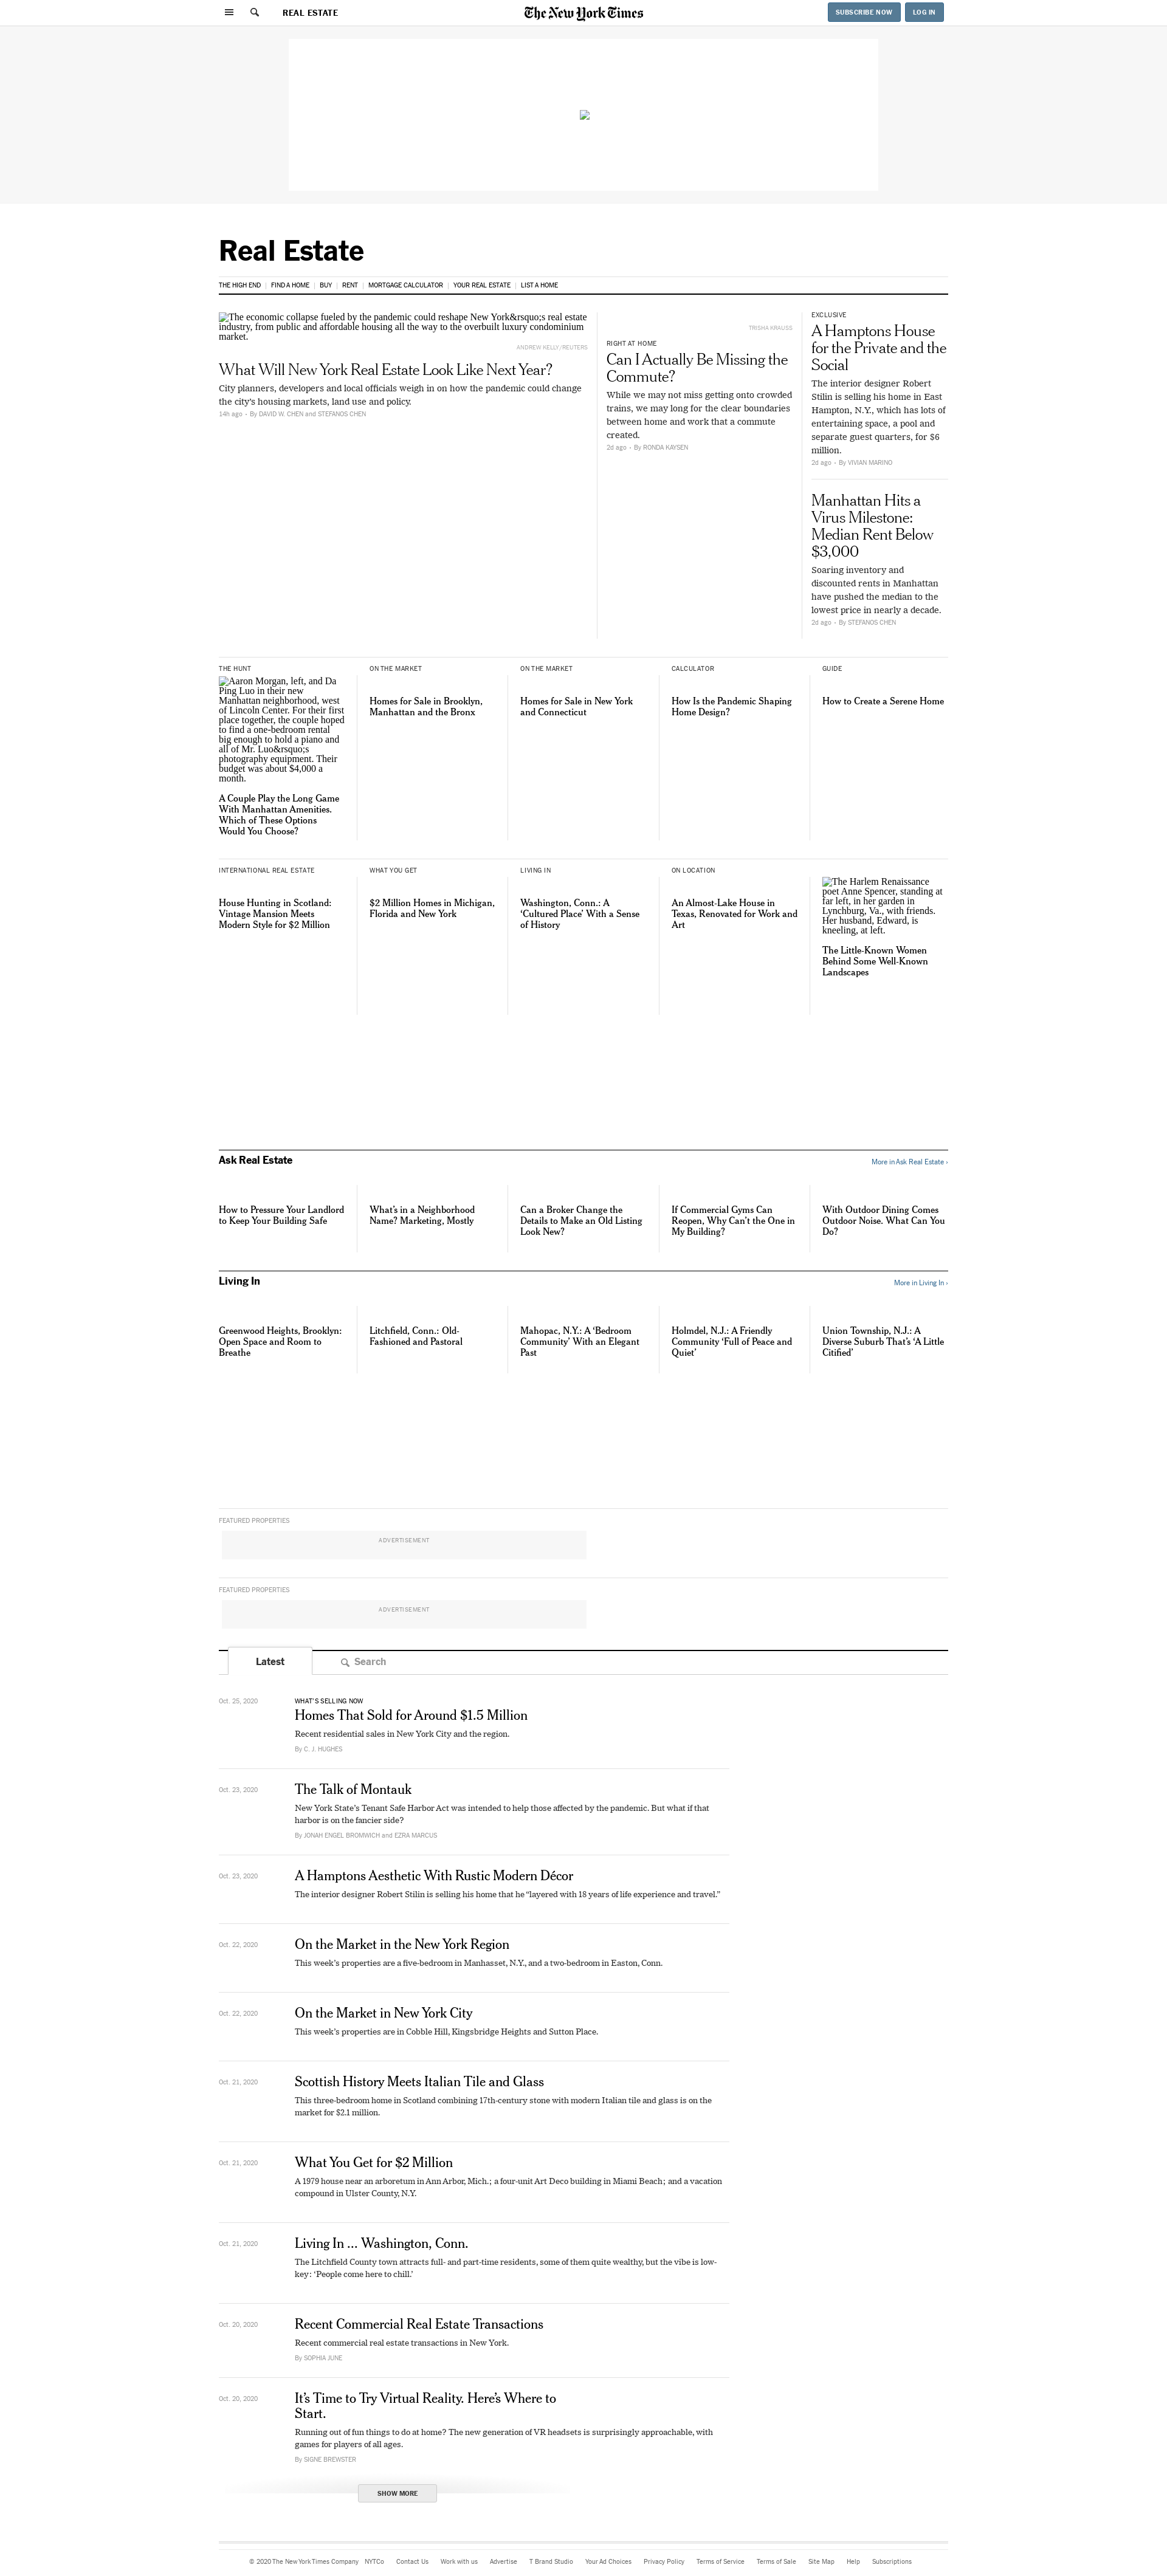 REAL ESTATE
The New York Times
SUBSCRIBE NOW
LOG IN
Real Estate
THE HIGH END
FIND A HOME
BUY
RENT
MORTGAGE CALCULATOR
YOUR REAL ESTATE
LIST A HOME
The economic collapse fueled by the pandemic could reshape New York&rsquo;s real estate
industry, from public and affordable housing all the way to the overbuilt luxury condominium
market.
ANDREW KELLY/REUTERS
What Will New York Real Estate Look Like Next Year?
City planners, developers and local officials weigh in on how the pandemic could change
the city's housing markets, land use and policy.
14h ago • By DAVID W. CHEN and STEFANOS CHEN
TRISHA KRAUSS
RIGHT AT HOME
Can I Actually Be Missing the
Commute?
While we may not miss getting onto crowded
trains, we may long for the clear boundaries
between home and work that a commute
created.
2d ago • By RONDA KAYSEN
EXCLUSIVE
A Hamptons House
for the Private and the
Social
The interior designer Robert
Stilin is selling his home in East
Hampton, N.Y., which has lots of
entertaining space, a pool and
separate guest quarters, for $6
million.
2d ago • By VIVIAN MARINO
Manhattan Hits a
Virus Milestone:
Median Rent Below
$3,000
Soaring inventory and
discounted rents in Manhattan
have pushed the median to the
lowest price in nearly a decade.
2d ago • By STEFANOS CHEN
THE HUNT
Aaron Morgan, left, and Da
Ping Luo in their new
Manhattan neighborhood, west
of Lincoln Center. For their first
place together, the couple hoped
to find a one-bedroom rental
big enough to hold a piano and
all of Mr. Luo&rsquo;s
photography equipment. Their
budget was about $4,000 a
month.
A Couple Play the Long Game
With Manhattan Amenities.
Which of These Options
Would You Choose?
ON THE MARKET
Homes for Sale in Brooklyn,
Manhattan and the Bronx
ON THE MARKET
Homes for Sale in New York
and Connecticut
CALCULATOR
How Is the Pandemic Shaping
Home Design?
GUIDE
How to Create a Serene Home
INTERNATIONAL REAL ESTATE
House Hunting in Scotland:
Vintage Mansion Meets
Modern Style for $2 Million
WHAT YOU GET
$2 Million Homes in Michigan,
Florida and New York
LIVING IN
Washington, Conn.: A
‘Cultured Place’ With a Sense
of History
ON LOCATION
An Almost-Lake House in
Texas, Renovated for Work and
Art
The Harlem Renaissance
poet Anne Spencer, standing at
far left, in her garden in
Lynchburg, Va., with friends.
Her husband, Edward, is
kneeling, at left.
The Little-Known Women
Behind Some Well-Known
Landscapes
Ask Real Estate
More in Ask Real Estate ›
How to Pressure Your Landlord
to Keep Your Building Safe
What’s in a Neighborhood
Name? Marketing, Mostly
Can a Broker Change the
Details to Make an Old Listing
Look New?
If Commercial Gyms Can
Reopen, Why Can’t the One in
My Building?
With Outdoor Dining Comes
Outdoor Noise. What Can You
Do?
Living In
More in Living In ›
Greenwood Heights, Brooklyn:
Open Space and Room to
Breathe
Litchfield, Conn.: Old-
Fashioned and Pastoral
Mahopac, N.Y.: A ‘Bedroom
Community’ With an Elegant
Past
Holmdel, N.J.: A Friendly
Community ‘Full of Peace and
Quiet’
Union Township, N.J.: A
Diverse Suburb That’s ‘A Little
Citified’
FEATURED PROPERTIES
ADVERTISEMENT
FEATURED PROPERTIES
ADVERTISEMENT
Latest
Search
Oct. 25, 2020
WHAT’S SELLING NOW
Homes That Sold for Around $1.5 Million
Recent residential sales in New York City and the region.
By C. J. HUGHES
Oct. 23, 2020
The Talk of Montauk
New York State’s Tenant Safe Harbor Act was intended to help those affected by the pandemic. But what if that
harbor is on the fancier side?
By JONAH ENGEL BROMWICH and EZRA MARCUS
Oct. 23, 2020
A Hamptons Aesthetic With Rustic Modern Décor
The interior designer Robert Stilin is selling his home that he “layered with 18 years of life experience and travel.”
Oct. 22, 2020
On the Market in the New York Region
This week’s properties are a five-bedroom in Manhasset, N.Y., and a two-bedroom in Easton, Conn.
Oct. 22, 2020
On the Market in New York City
This week’s properties are in Cobble Hill, Kingsbridge Heights and Sutton Place.
Oct. 21, 2020
Scottish History Meets Italian Tile and Glass
This three-bedroom home in Scotland combining 17th-century stone with modern Italian tile and glass is on the
market for $2.1 million.
Oct. 21, 2020
What You Get for $2 Million
A 1979 house near an arboretum in Ann Arbor, Mich.; a four-unit Art Deco building in Miami Beach; and a vacation
compound in Ulster County, N.Y.
Oct. 21, 2020
Living In ... Washington, Conn.
The Litchfield County town attracts full- and part-time residents, some of them quite wealthy, but the vibe is low-
key: ‘People come here to chill.’
Oct. 20, 2020
Recent Commercial Real Estate Transactions
Recent commercial real estate transactions in New York.
By SOPHIA JUNE
Oct. 20, 2020
It’s Time to Try Virtual Reality. Here’s Where to
Start.
Running out of fun things to do at home? The new generation of VR headsets is surprisingly approachable, with
games for players of all ages.
By SIGNE BREWSTER
SHOW MORE
© 2020 The New York Times Company
NYTCo
Contact Us
Work with us
Advertise
T Brand Studio
Your Ad Choices
Privacy Policy
Terms of Service
Terms of Sale
Site Map
Help
Subscriptions